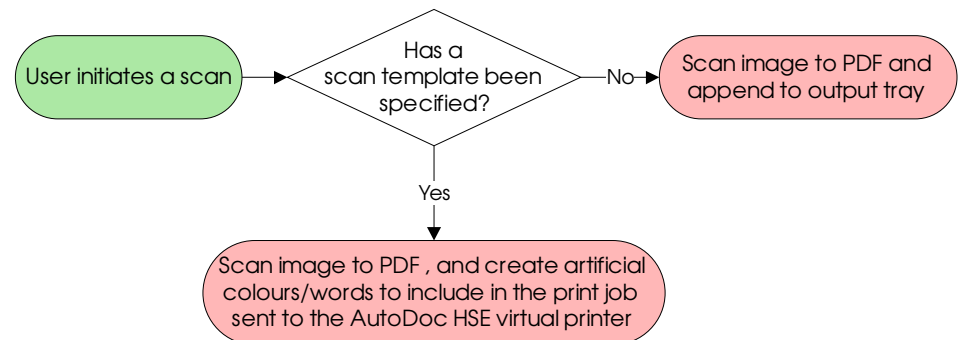 User initiates a scan
Has a
scan template been
specified?
No
Scan image to PDF and
append to output tray
Yes
Scan image to PDF , and create artificial
colours/words to include in the print job
sent to the AutoDoc HSE virtual printer